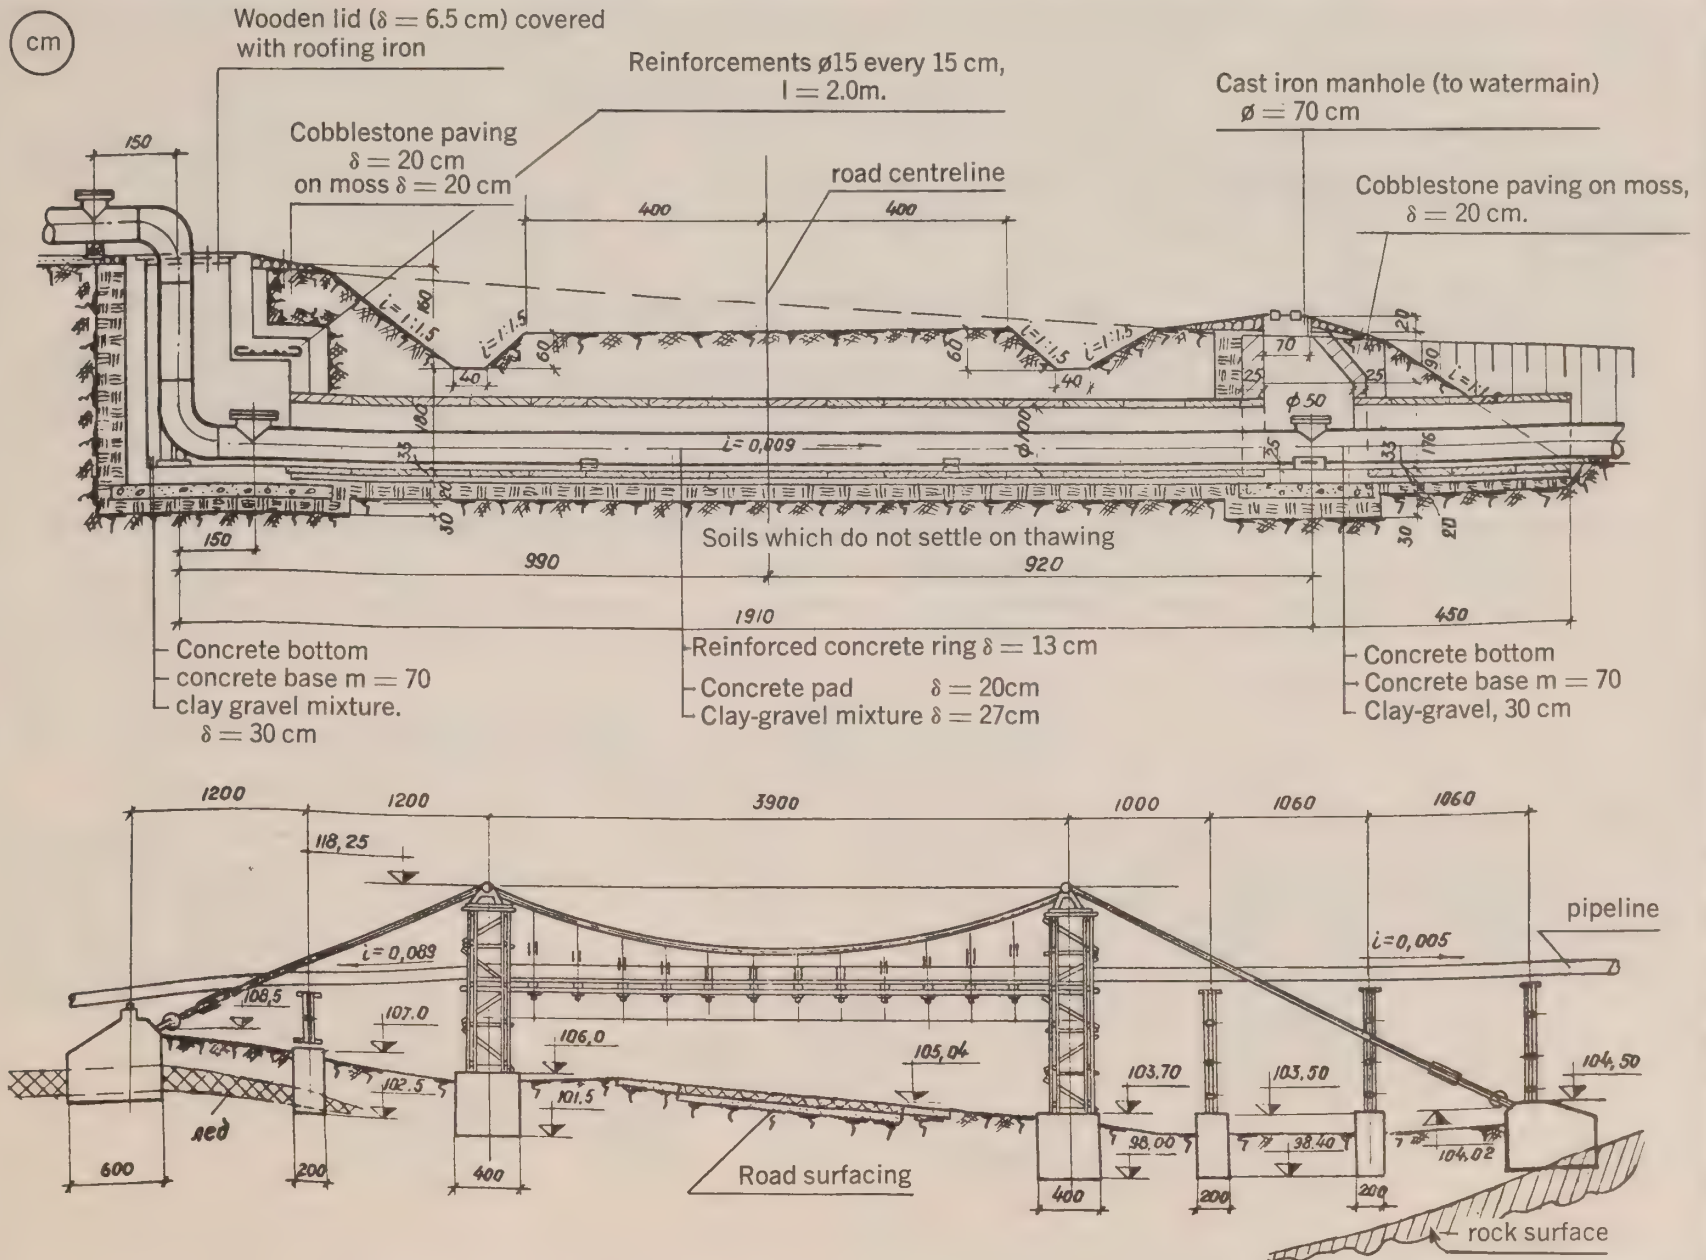 cm
Wooden lid (δ = 6.5 cm) covered
with roofing iron
Reinforcements ø15 every 15 cm,
l = 2.0m.
Cast iron manhole (to watermain)
ø = 70 cm
Cobblestone paving
δ = 20 cm
on moss δ = 20 cm
road centreline
Cobblestone paving on moss,
δ = 20 cm.
150
400
400
160
i=1:1.5
i=1:1.5
60
40
60
i=1:1.5
i=1:1.5
40
70
20
90
25
25
ϕ50
180
ϕ100
i=0,009
25
35
35
176
20
30
30
20
150
Soils which do not settle on thawing
990
920
1910
450
Concrete bottom
concrete base m = 70
clay gravel mixture.
δ = 30 cm
Reinforced concrete ring δ = 13 cm
Concrete pad δ = 20cm
Clay-gravel mixture δ = 27cm
Concrete bottom
Concrete base m = 70
Clay-gravel, 30 cm
1200
1200
3900
1000
1060
1060
118,25
pipeline
i=0,089
i=0,005
108,5
107.0
106,0
105,04
103.70
103,50
104,50
102.5
101,5
98.00
98.40
104.02
лед
600
200
400
Road surfacing
400
200
200
rock surface